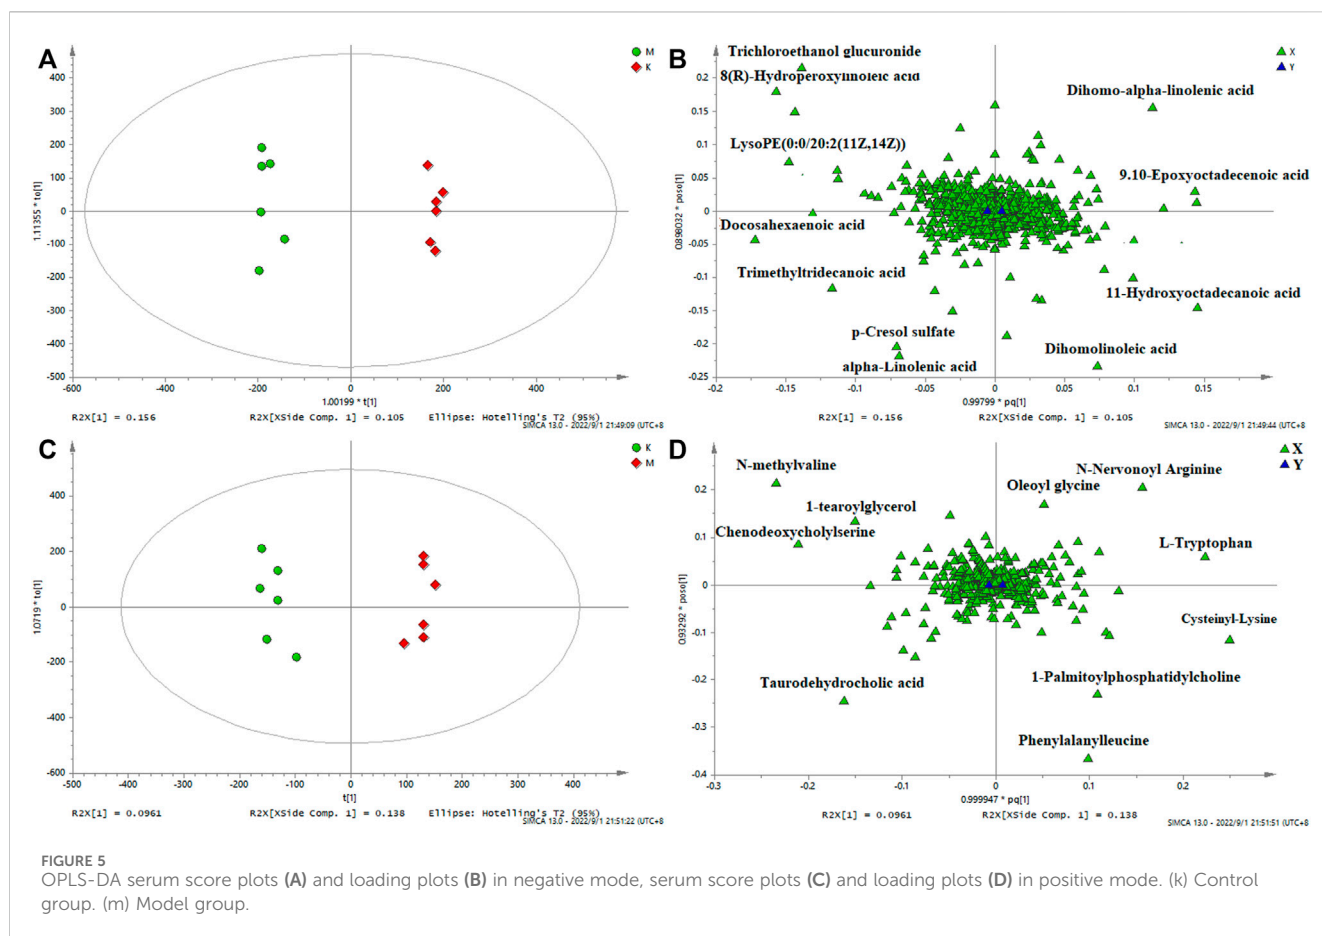 A
M
K
400
300
200
100
0
-100
-200
-300
-400
-500
-600
-400
-200
0
200
400
1.11355 * to[1]
1.00199 * t[1]
R2X[1] = 0.156
R2X[XSide Comp. 1] = 0.105
Ellipse: Hotelling's T2 (95%)
SIMCA 13.0 - 2022/9/1 21:49:09 (UTC+8
B
X
Y
Trichloroethanol glucuronide
8(R)-Hydroperoxylinoleic acid
Dihomo-alpha-linolenic acid
LysoPE(0:0/20:2(11Z,14Z))
9.10-Epoxyoctadecenoic acid
Docosahexaenoic acid
Trimethyltridecanoic acid
11-Hydroxyoctadecanoic acid
p-Cresol sulfate
Dihomolinoleic acid
alpha-Linolenic acid
0.2
0.15
0.1
0.05
0
-0.05
-0.1
-0.15
-0.2
-0.25
-0.2
-0.15
-0.1
-0.05
0
0.05
0.1
0.15
0.898032 * poso[1]
0.99799 * pq[1]
R2X[1] = 0.156
R2X[XSide Comp. 1] = 0.105
SIMCA 13.0 - 2022/9/1 21:49:44 (UTC+8
C
K
M
400
200
0
-200
-400
-600
-500
-400
-300
-200
-100
0
100
200
300
400
1.0719 * to[1]
t[1]
R2X[1] = 0.0961
R2X[XSide Comp. 1] = 0.138
Ellipse: Hotelling's T2 (95%)
SIMCA 13.0 - 2022/9/1 21:51:22 (UTC+8
D
X
Y
N-methylvaline
N-Nervonoyl Arginine
Oleoyl glycine
1-tearoylglycerol
Chenodeoxycholylserine
L-Tryptophan
Cysteinyl-Lysine
Taurodehydrocholic acid
1-Palmitoylphosphatidylcholine
Phenylalanylleucine
0.2
0.1
0
-0.1
-0.2
-0.3
-0.4
-0.3
-0.2
-0.1
0
0.1
0.2
0.93292 * poso[1]
0.999947 * pq[1]
R2X[1] = 0.0961
R2X[XSide Comp. 1] = 0.138
SIMCA 13.0 - 2022/9/1 21:51:51 (UTC+8
FIGURE 5
OPLS-DA serum score plots (A) and loading plots (B) in negative mode, serum score plots (C) and loading plots (D) in positive mode. (k) Control
group. (m) Model group.